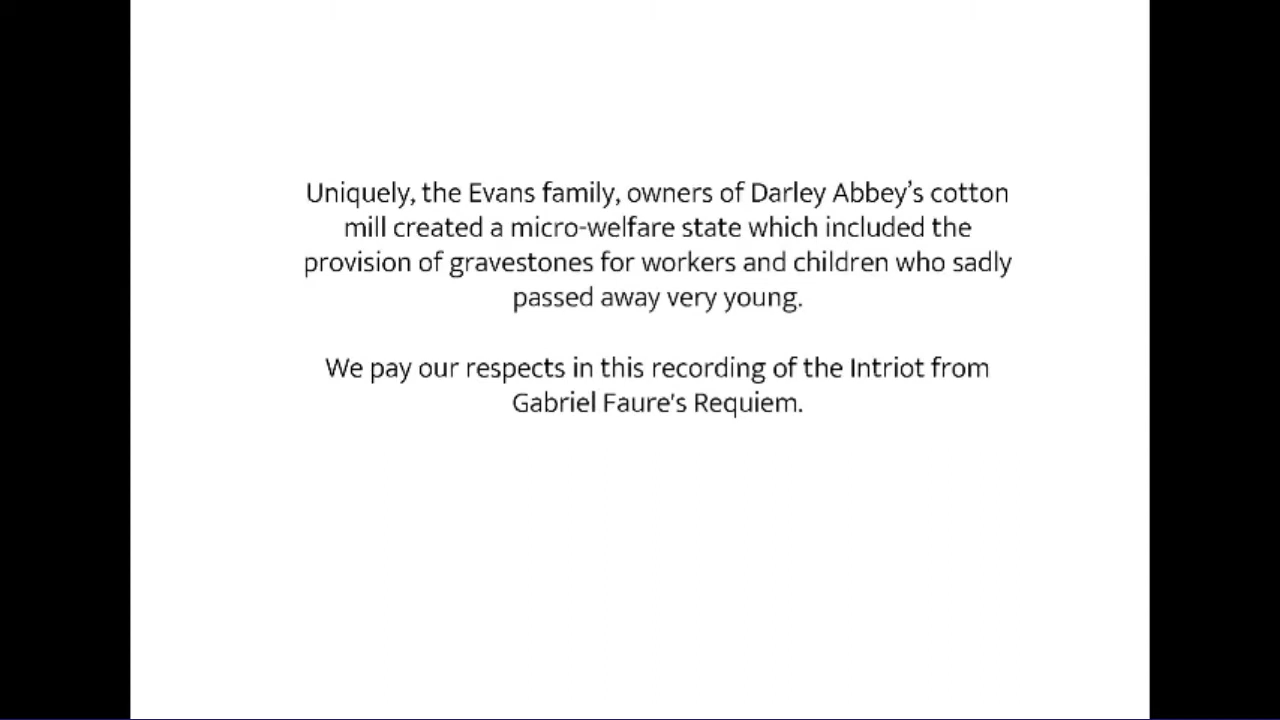 Uniquely, the Evans family, owners of Darley Abbey’s cotton
mill created a micro-welfare state which included the
provision of gravestones for workers and children who sadly
passed away very young.
We pay our respects in this recording of the Intriot from
Gabriel Faure's Requiem.